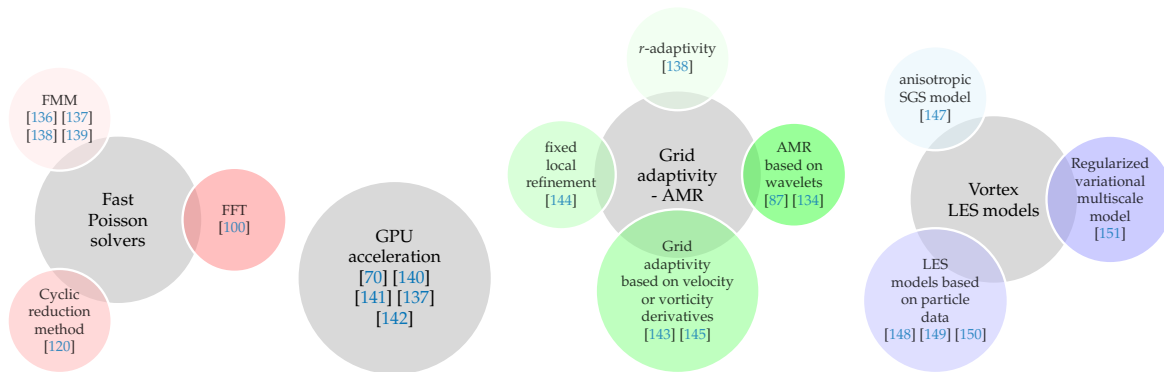 FMM
[136] [137]
[138] [139]
Fast
Poisson
solvers
FFT
[100]
Cyclic
reduction
method
[120]
GPU
acceleration
[70] [140]
[141] [137]
[142]
r-adaptivity
[138]
fixed
local
refinement
[144]
Grid
adaptivity
- AMR
AMR
based on
wavelets
[87] [134]
Grid
adaptivity
based on velocity
or vorticity
derivatives
[143] [145]
anisotropic
SGS model
[147]
Vortex
LES models
Regularized
variational
multiscale
model
[151]
LES
models based
on particle
data
[148] [149] [150]